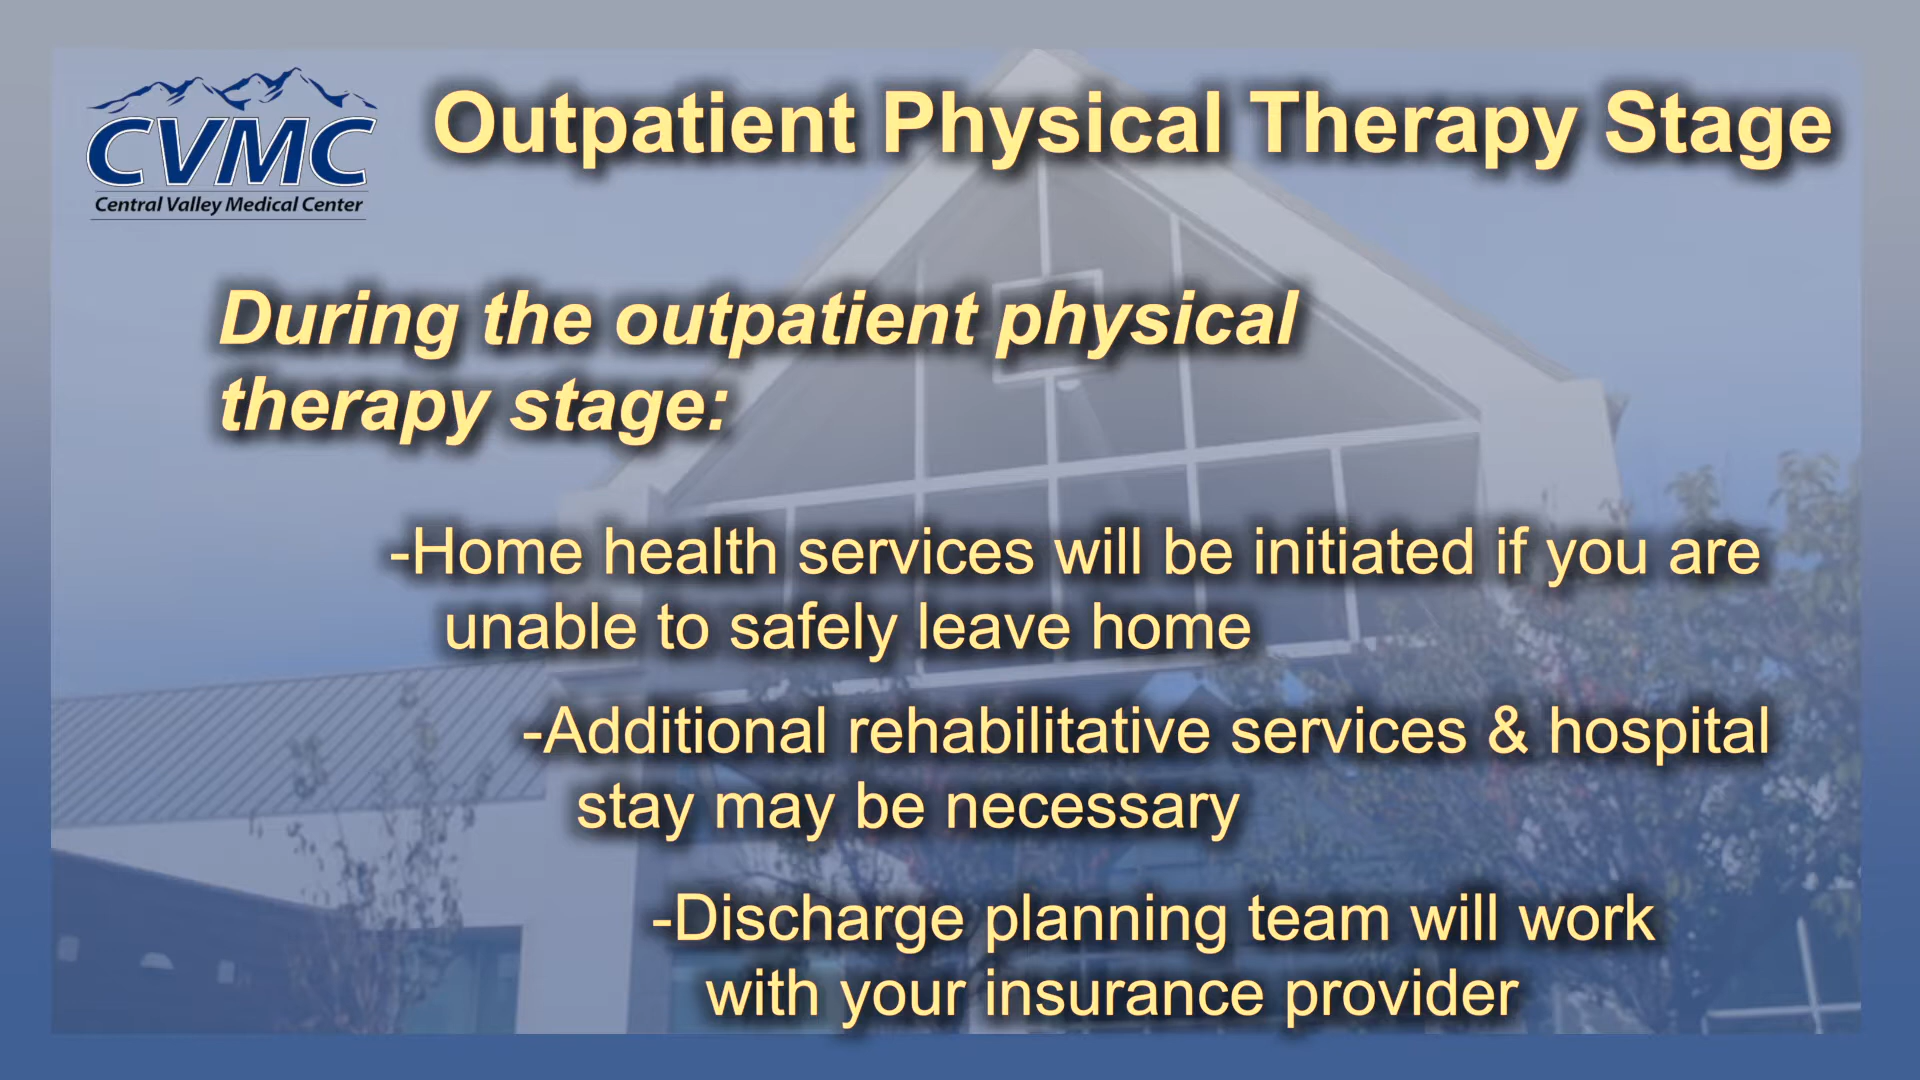 CVMC
Central Valley Medical Center
Outpatient Physical Therapy Stage
During the outpatient physical
therapy stage:
-Home health services will be initiated if you are
unable to safely leave home
-Additional rehabilitative services & hospital
stay may be necessary
-Discharge planning team will work
with your insurance provider